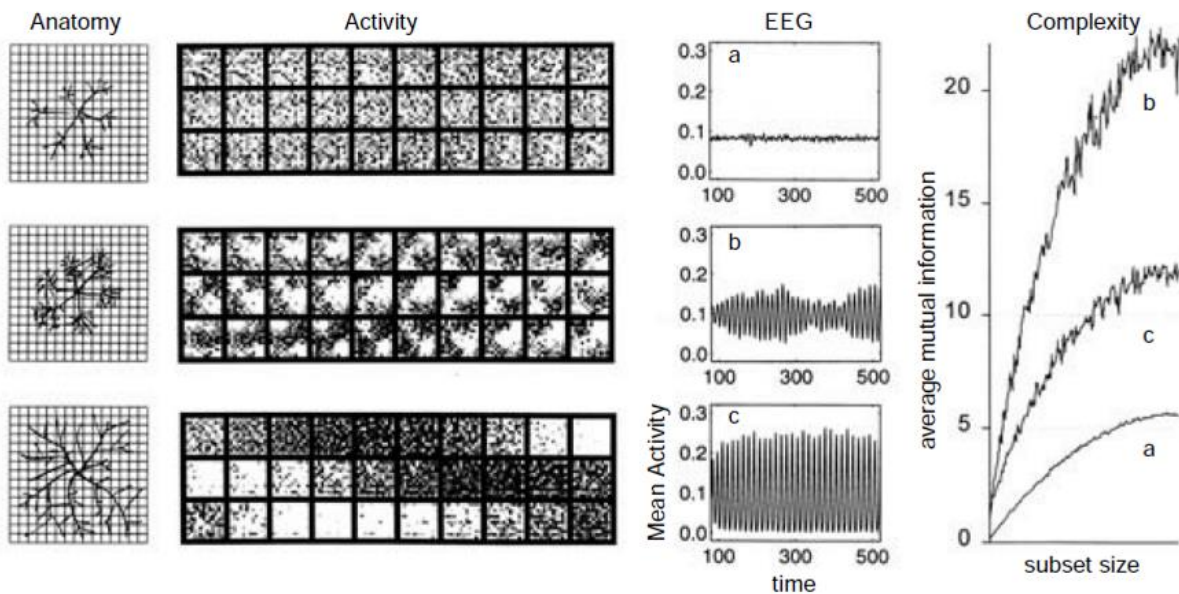 Anatomy
Activity
EEG
Complexity
0.3
0.2
0.1
0.0
a
100
300
500
0.3
0.2
0.1
0.0
b
100
300
500
Mean Activity
0.3
0.2
0.1
0.0
c
100
300
500
time
average mutual information
20
15
10
5
0
b
c
a
subset size